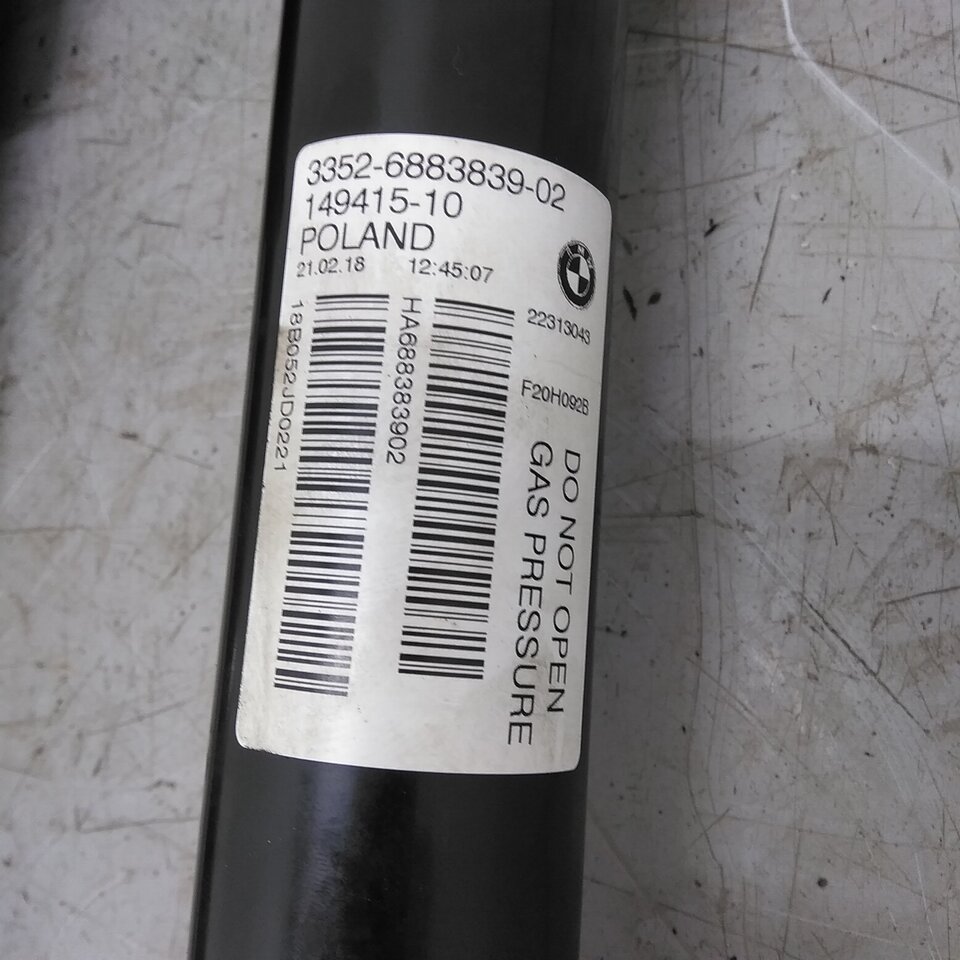 3352-6883839-02
149415-10
POLAND
21.02.18 12:45:07
BMW
22313043
F20H092B
18B052JD0221
HA688383902
DO NOT OPEN
GAS PRESSURE